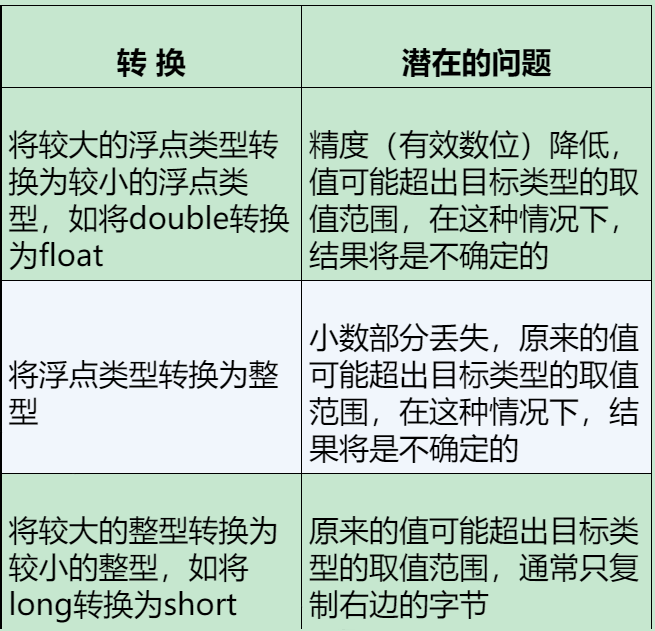 转 换
潜在的问题
将较大的浮点类型转
换为较小的浮点类
型，如将double转换
为float
精度（有效数位）降低，
值可能超出目标类型的取
值范围，在这种情况下，
结果将是不确定的
将浮点类型转换为整
型
小数部分丢失，原来的值
可能超出目标类型的取值
范围，在这种情况下，结
果将是不确定的
将较大的整型转换为
较小的整型，如将
long转换为short
原来的值可能超出目标类
型的取值范围，通常只复
制右边的字节